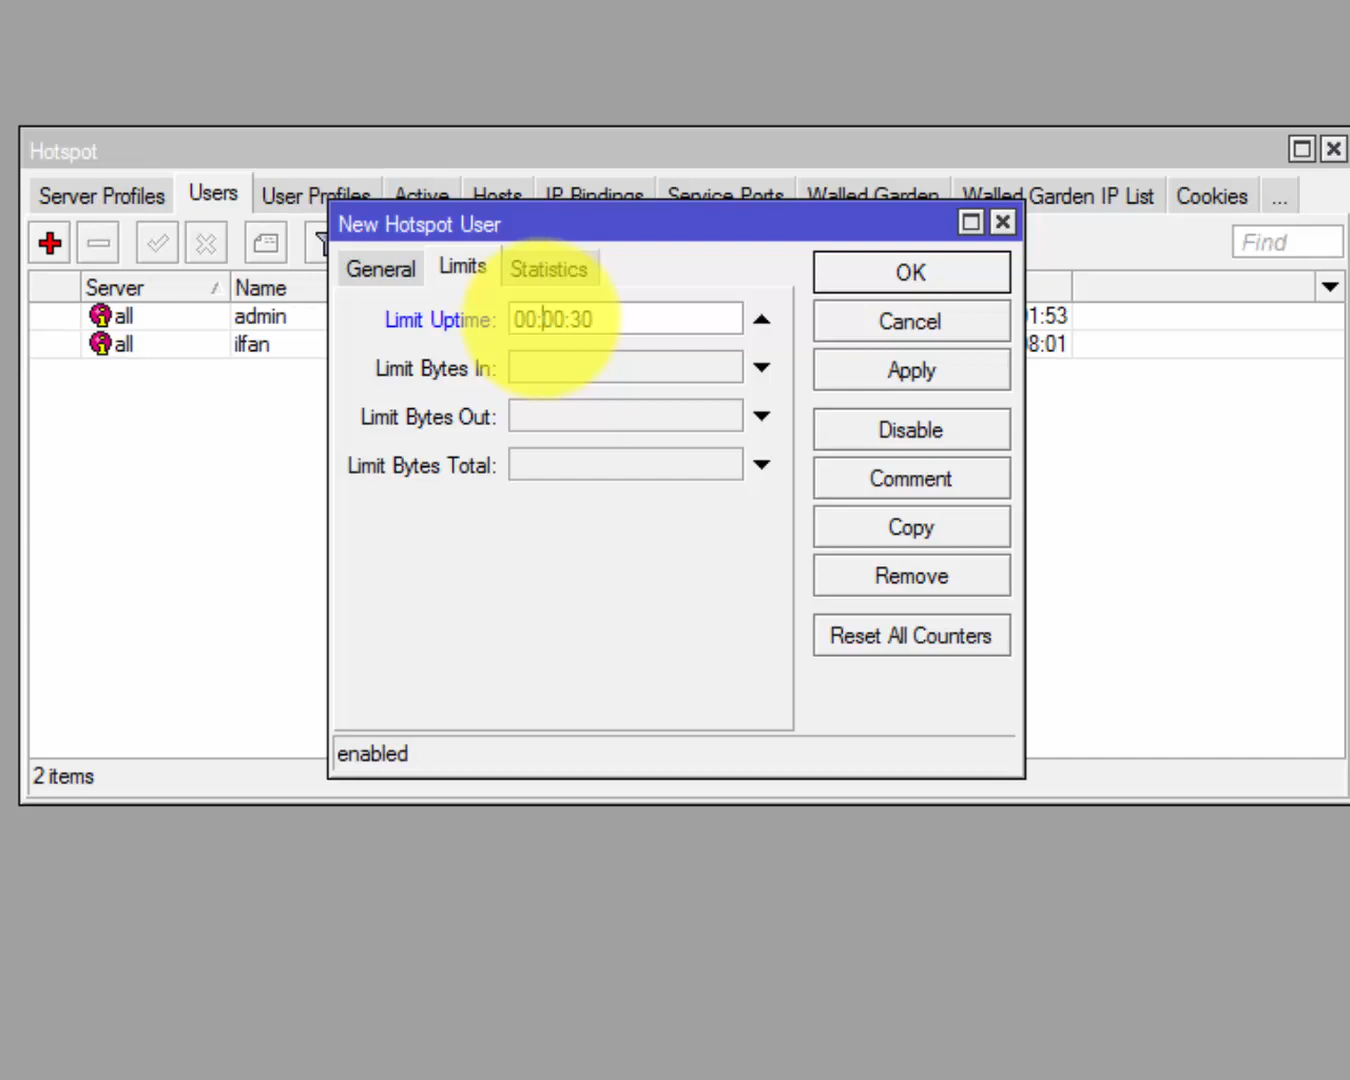 Hotspot
Server Profiles Users User Profiles Active Hosts IP Bindings Service Ports Walled Garden Walled Garden IP List Cookies ...
New Hotspot User
Find
General Limits Statistics
OK
Server Name
Limit Uptime: 00:00:30
all admin
Cancel
1:53
all ilfan
8:01
Limit Bytes In:
Apply
Limit Bytes Out:
Disable
Limit Bytes Total:
Comment
Copy
Remove
Reset All Counters
enabled
2 items